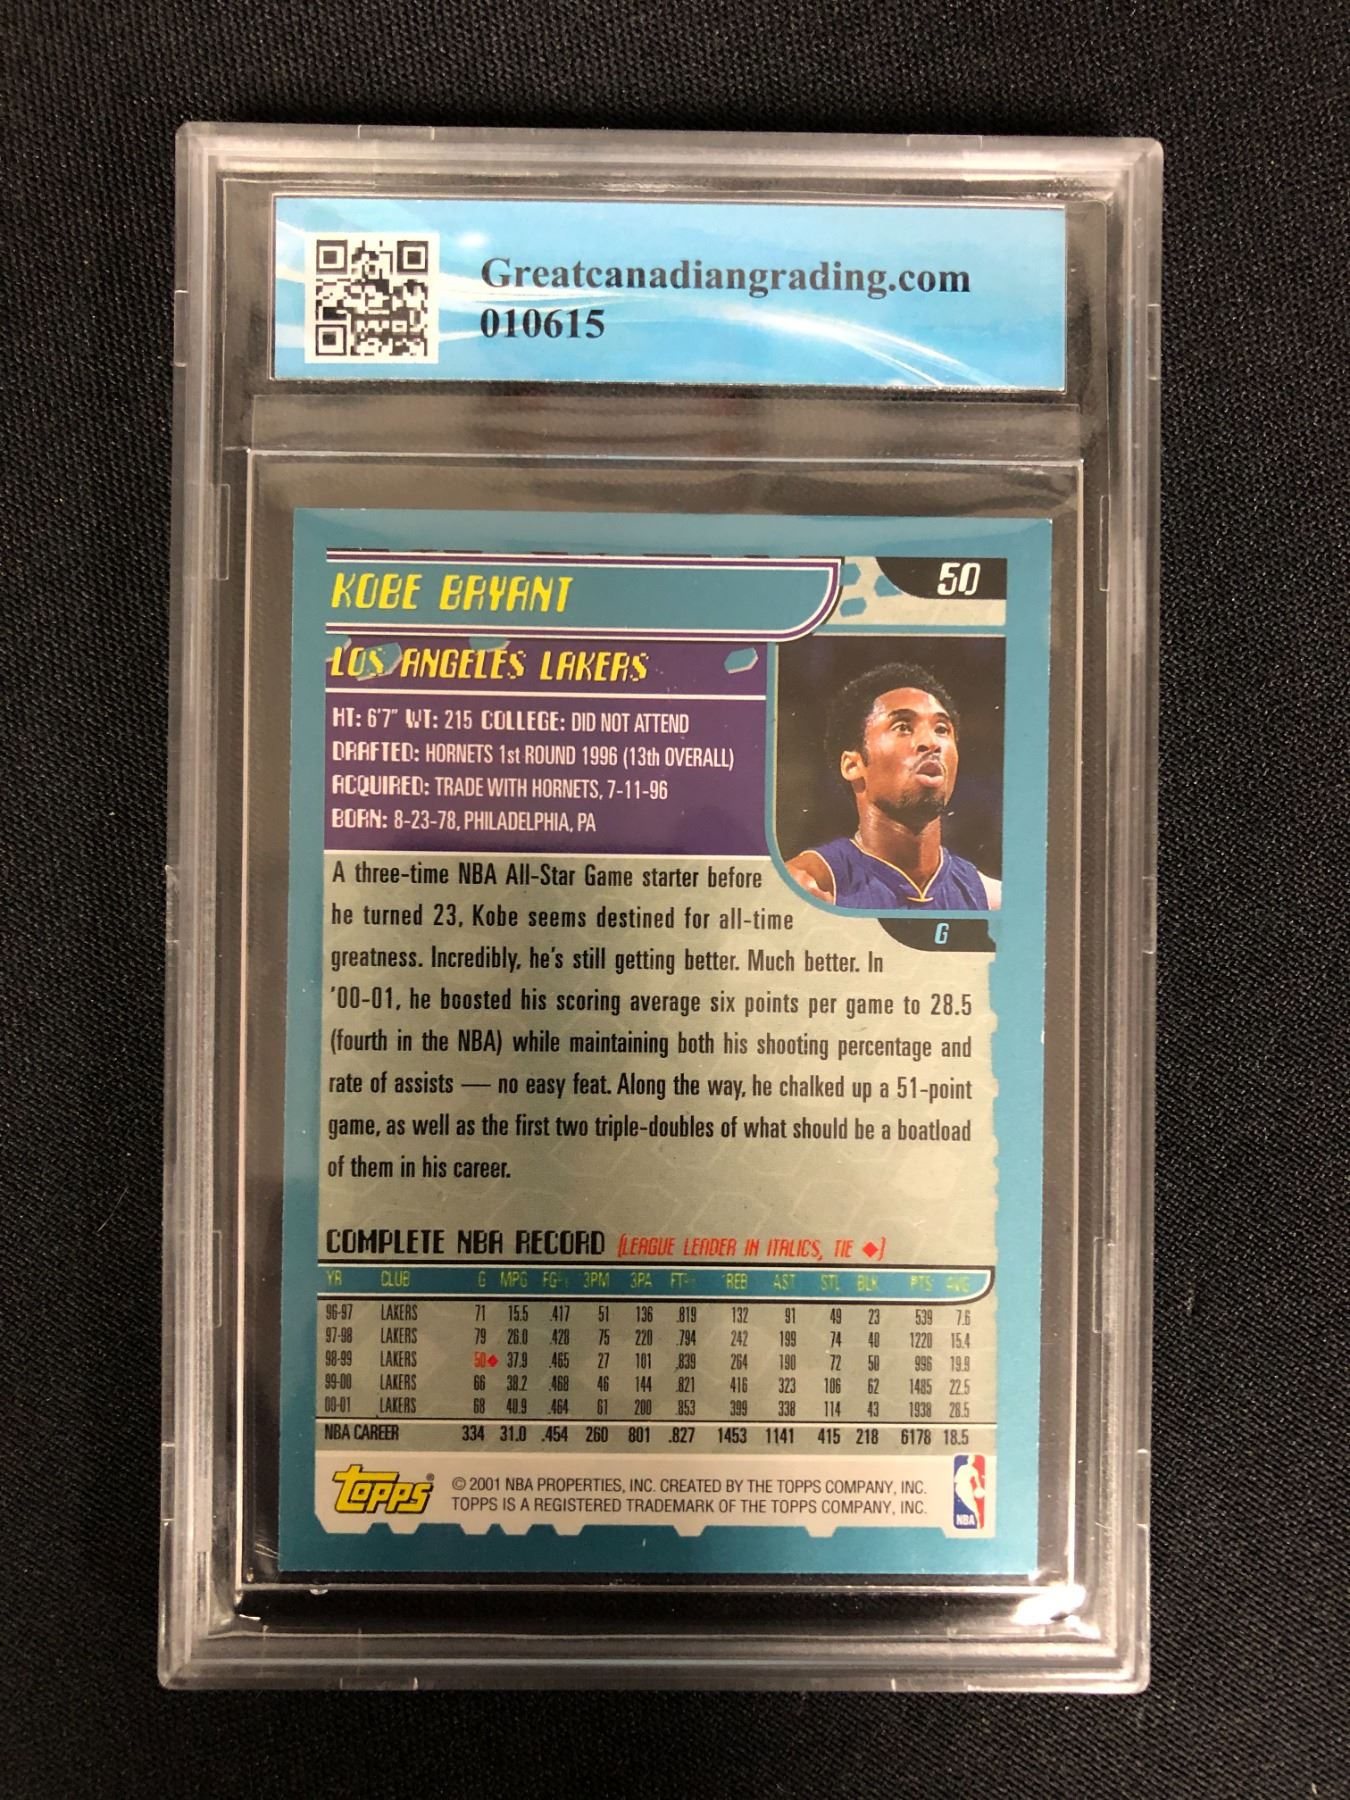 Greatcanadiangrading.com
010615
KOBE BRYANT
50
LOS ANGELES LAKERS
HT: 6'7" WT: 215 COLLEGE: DID NOT ATTEND
DRAFTED: HORNETS 1st ROUND 1996 (13th OVERALL)
ACQUIRED: TRADE WITH HORNETS, 7-11-96
BORN: 8-23-78, PHILADELPHIA, PA
G
A three-time NBA All-Star Game starter before
he turned 23, Kobe seems destined for all-time
greatness. Incredibly, he's still getting better. Much better. In
'00-01, he boosted his scoring average six points per game to 28.5
(fourth in the NBA) while maintaining both his shooting percentage and
rate of assists — no easy feat. Along the way, he chalked up a 51-point
game, as well as the first two triple-doubles of what should be a boatload
of them in his career.
COMPLETE NBA RECORD (LEAGUE LEADER IN ITALICS, TIE ◆)
YR CLUB G MPG FG% 3PM 3PA FT% REB AST STL BLK PTS AVG
96-97 LAKERS 71 15.5 .417 51 136 .819 132 91 49 23 539 7.6
97-98 LAKERS 79 26.0 .428 75 220 .794 242 199 74 40 1220 15.4
98-99 LAKERS 50◆ 37.9 .465 27 101 .839 264 190 72 50 996 19.9
99-00 LAKERS 66 38.2 .468 46 144 .821 416 323 106 62 1485 22.5
00-01 LAKERS 68 40.9 .464 61 200 .853 399 338 114 43 1938 28.5
NBA CAREER 334 31.0 .454 260 801 .827 1453 1141 415 218 6178 18.5
Topps®
© 2001 NBA PROPERTIES, INC. CREATED BY THE TOPPS COMPANY, INC.
TOPPS IS A REGISTERED TRADEMARK OF THE TOPPS COMPANY, INC.
NBA